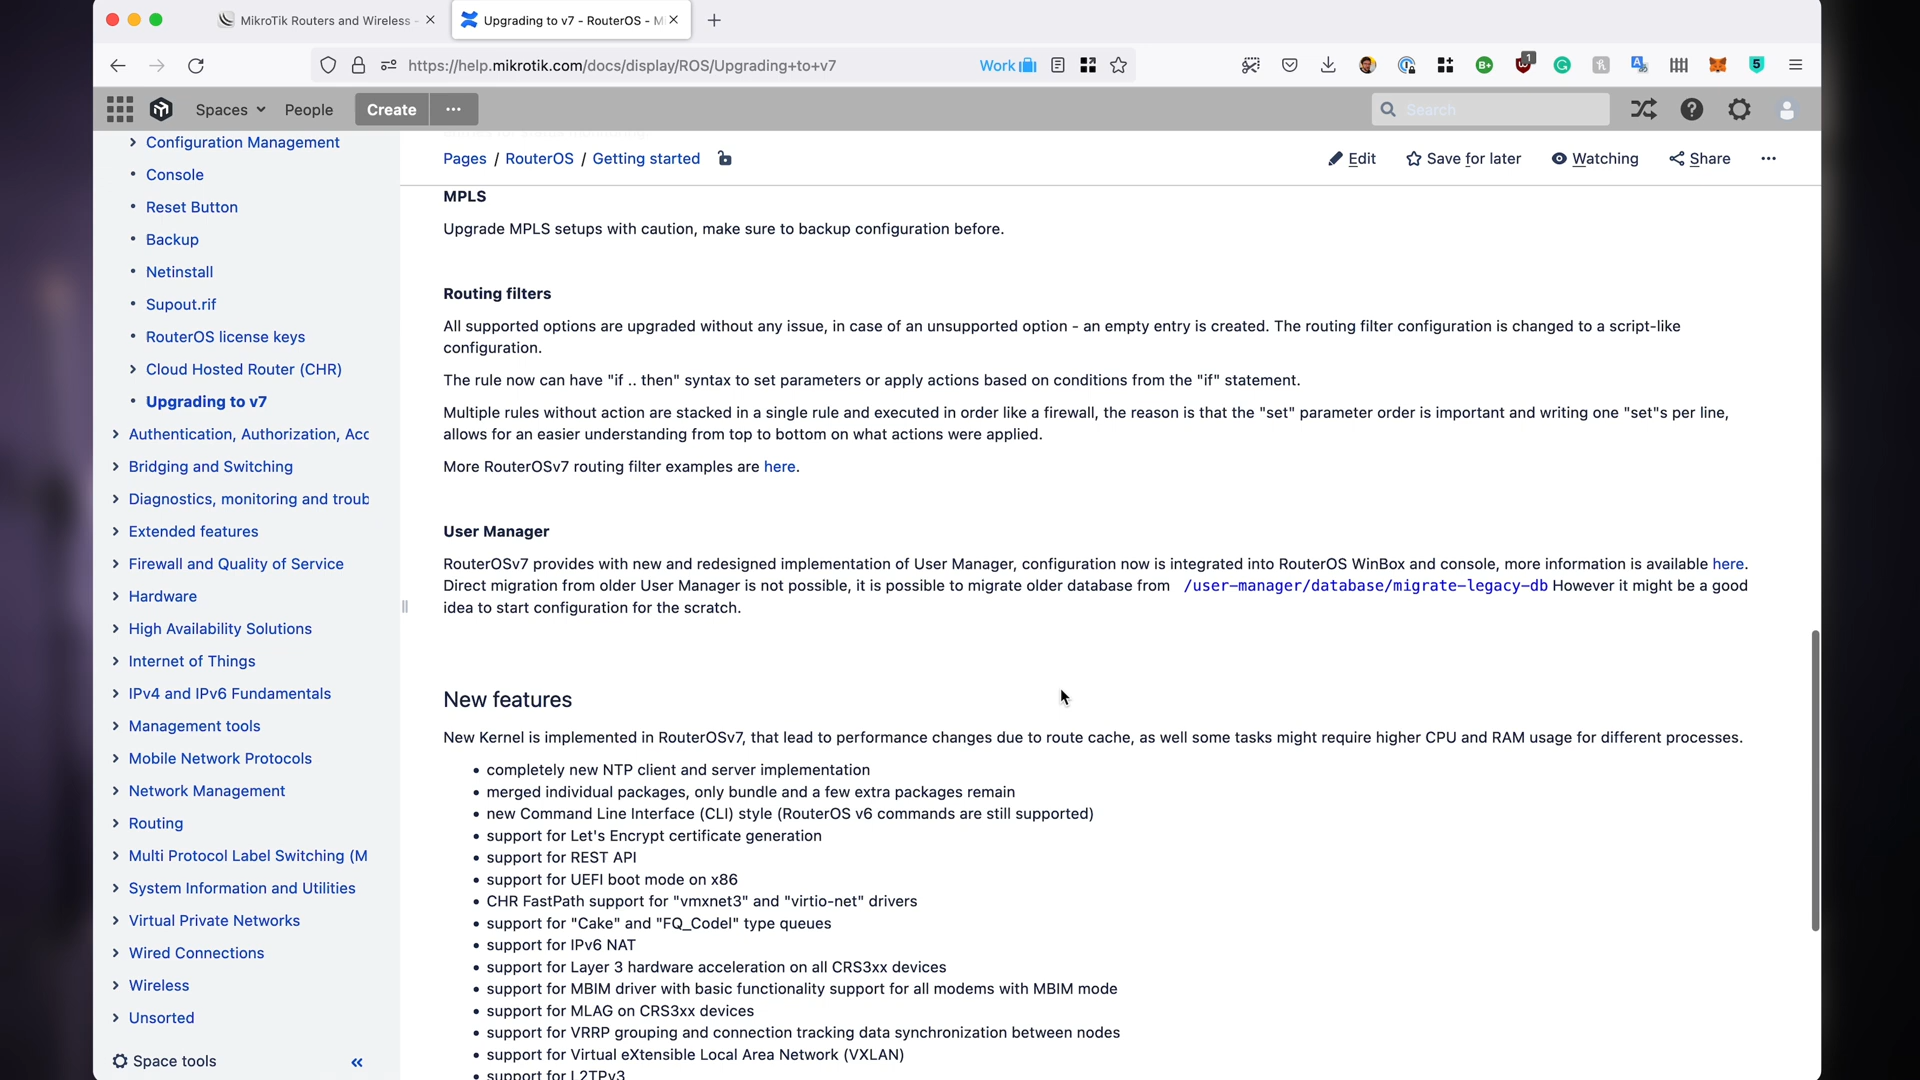 MikroTik Routers and Wireless -
Upgrading to v7 - RouterOS - M
https://help.mikrotik.com/docs/display/ROS/Upgrading+to+v7
Work
1
B+
5
Spaces
People
Create
Search
Configuration Management
Console
Reset Button
Backup
Netinstall
Supout.rif
RouterOS license keys
Cloud Hosted Router (CHR)
Upgrading to v7
Authentication, Authorization, Acc
Bridging and Switching
Diagnostics, monitoring and troub
Extended features
Firewall and Quality of Service
Hardware
High Availability Solutions
Internet of Things
IPv4 and IPv6 Fundamentals
Management tools
Mobile Network Protocols
Network Management
Routing
Multi Protocol Label Switching (M
System Information and Utilities
Virtual Private Networks
Wired Connections
Wireless
Unsorted
Space tools
Pages / RouterOS / Getting started
Edit
Save for later
Watching
Share
MPLS
Upgrade MPLS setups with caution, make sure to backup configuration before.
Routing filters
All supported options are upgraded without any issue, in case of an unsupported option - an empty entry is created. The routing filter configuration is changed to a script-like
configuration.
The rule now can have "if .. then" syntax to set parameters or apply actions based on conditions from the "if" statement.
Multiple rules without action are stacked in a single rule and executed in order like a firewall, the reason is that the "set" parameter order is important and writing one "set"s per line,
allows for an easier understanding from top to bottom on what actions were applied.
More RouterOSv7 routing filter examples are here.
User Manager
RouterOSv7 provides with new and redesigned implementation of User Manager, configuration now is integrated into RouterOS WinBox and console, more information is available here.
Direct migration from older User Manager is not possible, it is possible to migrate older database from /user-manager/database/migrate-legacy-db However it might be a good
idea to start configuration for the scratch.
New features
New Kernel is implemented in RouterOSv7, that lead to performance changes due to route cache, as well some tasks might require higher CPU and RAM usage for different processes.
• completely new NTP client and server implementation
• merged individual packages, only bundle and a few extra packages remain
• new Command Line Interface (CLI) style (RouterOS v6 commands are still supported)
• support for Let's Encrypt certificate generation
• support for REST API
• support for UEFI boot mode on x86
• CHR FastPath support for "vmxnet3" and "virtio-net" drivers
• support for "Cake" and "FQ_Codel" type queues
• support for IPv6 NAT
• support for Layer 3 hardware acceleration on all CRS3xx devices
• support for MBIM driver with basic functionality support for all modems with MBIM mode
• support for MLAG on CRS3xx devices
• support for VRRP grouping and connection tracking data synchronization between nodes
• support for Virtual eXtensible Local Area Network (VXLAN)
• support for L2TPv3